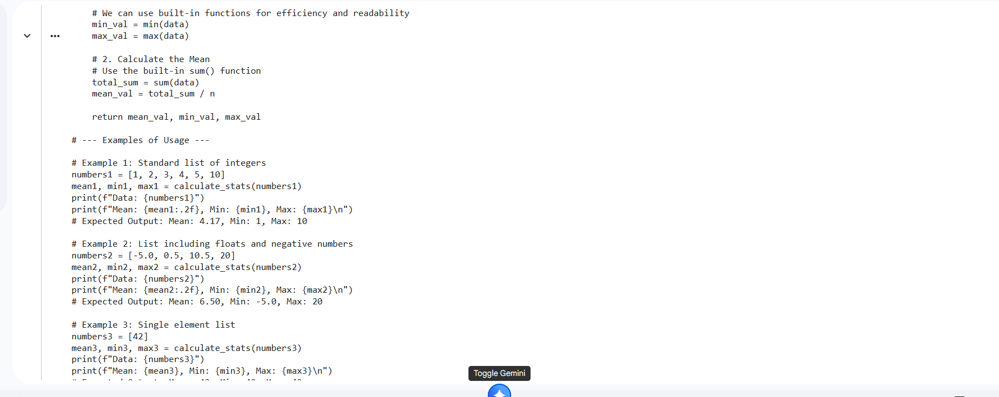 # We can use built-in functions for efficiency and readability
min_val = min(data)
max_val = max(data)
# 2. Calculate the Mean
# Use the built-in sum() function
total_sum = sum(data)
mean_val = total_sum / n
return mean_val, min_val, max_val
# --- Examples of Usage ---
# Example 1: Standard list of integers
numbers1 = [1, 2, 3, 4, 5, 10]
mean1, min1, max1 = calculate_stats(numbers1)
print(f"Data: {numbers1}")
print(f"Mean: {mean1:.2f}, Min: {min1}, Max: {max1}\n")
# Expected Output: Mean: 4.17, Min: 1, Max: 10
# Example 2: List including floats and negative numbers
numbers2 = [-5.0, 0.5, 10.5, 20]
mean2, min2, max2 = calculate_stats(numbers2)
print(f"Data: {numbers2}")
print(f"Mean: {mean2:.2f}, Min: {min2}, Max: {max2}\n")
# Expected Output: Mean: 6.50, Min: -5.0, Max: 20
# Example 3: Single element list
numbers3 = [42]
mean3, min3, max3 = calculate_stats(numbers3)
print(f"Data: {numbers3}")
print(f"Mean: {mean3}, Min: {min3}, Max: {max3}\n")
Toggle Gemini